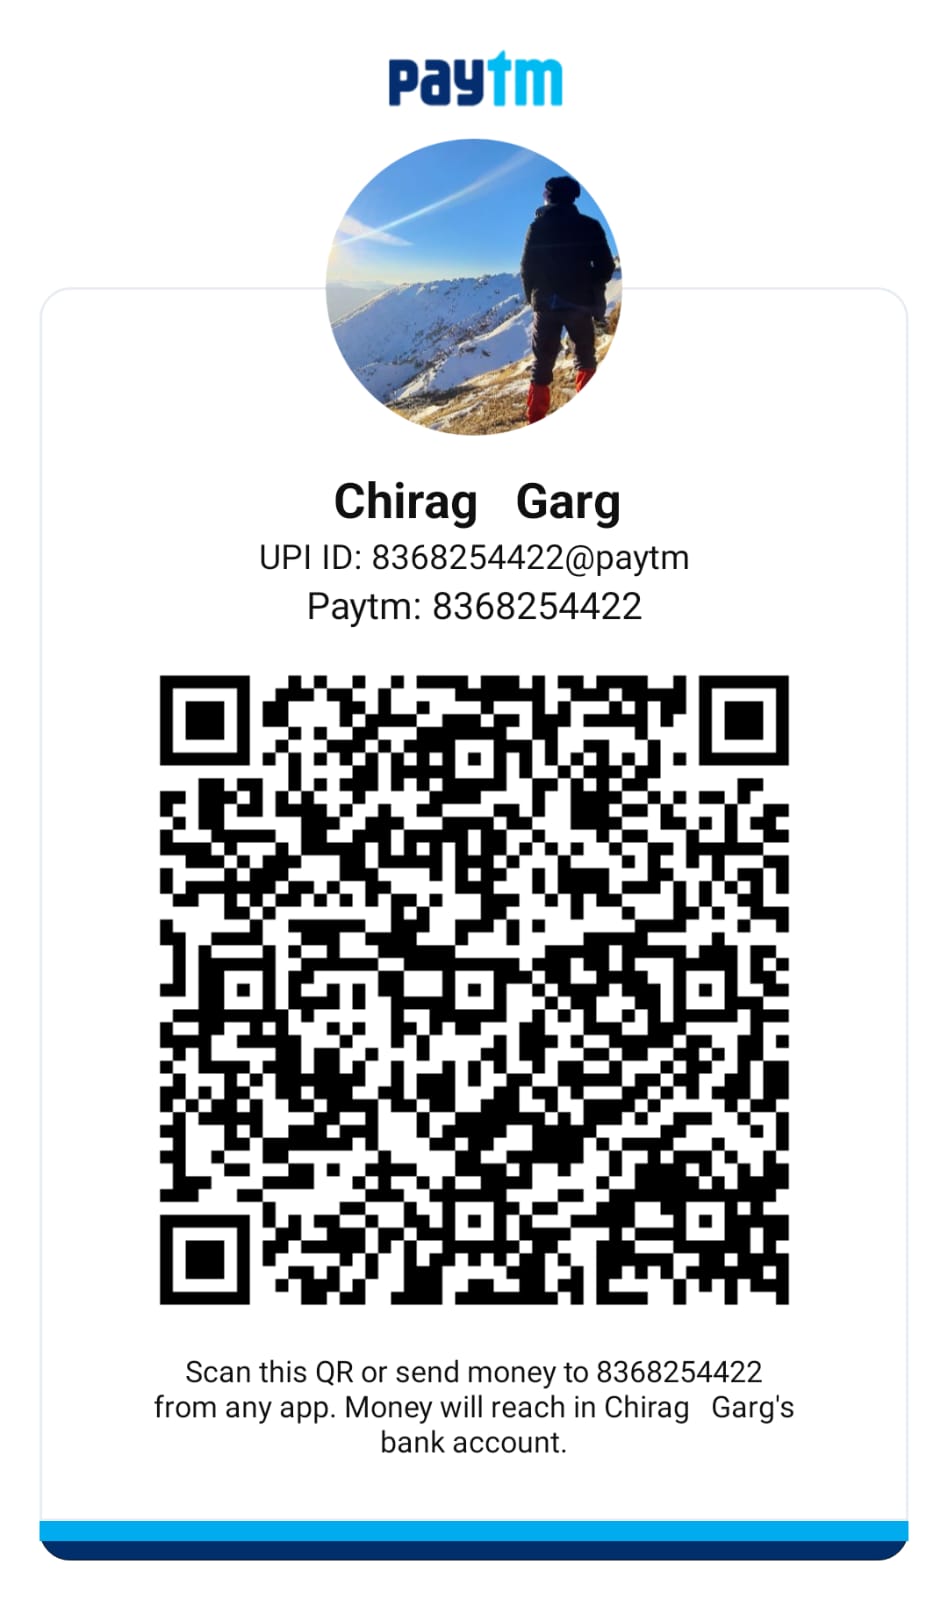 paytm
Chirag   Garg
UPI ID: 8368254422@paytm
Paytm: 8368254422
Scan this QR or send money to 8368254422
from any app. Money will reach in Chirag   Garg's
bank account.